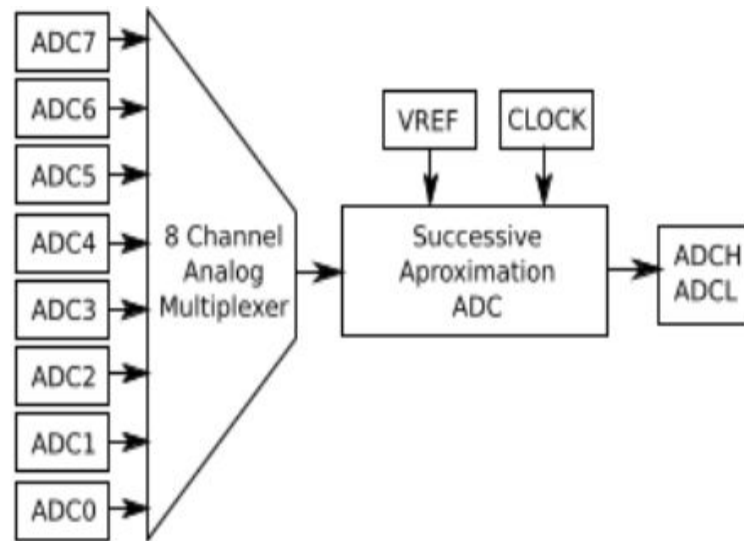 ADC7
ADC6
ADC5
ADC4
ADC3
ADC2
ADC1
ADC0
8 Channel
Analog
Multiplexer
VREF
CLOCK
Successive
Aproximation
ADC
ADCH
ADCL